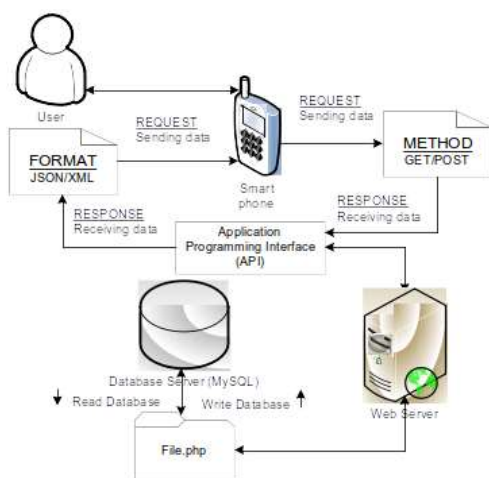 User
REQUEST
Sending data
REQUEST
Sending data
FORMAT
JSON/XML
Smart
phone
METHOD
GET/POST
RESPONSE
Receiving data
RESPONSE
Receiving data
Application
Programming Interface
(API)
Database Server (MySQL)
Read Database
Write Database
Web Server
File.php